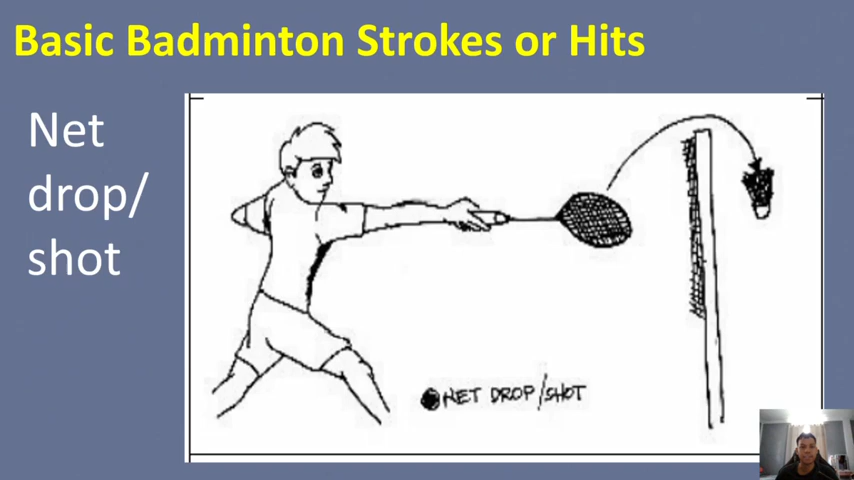 Basic Badminton Strokes or Hits
Net
drop/
shot
NET DROP/SHOT